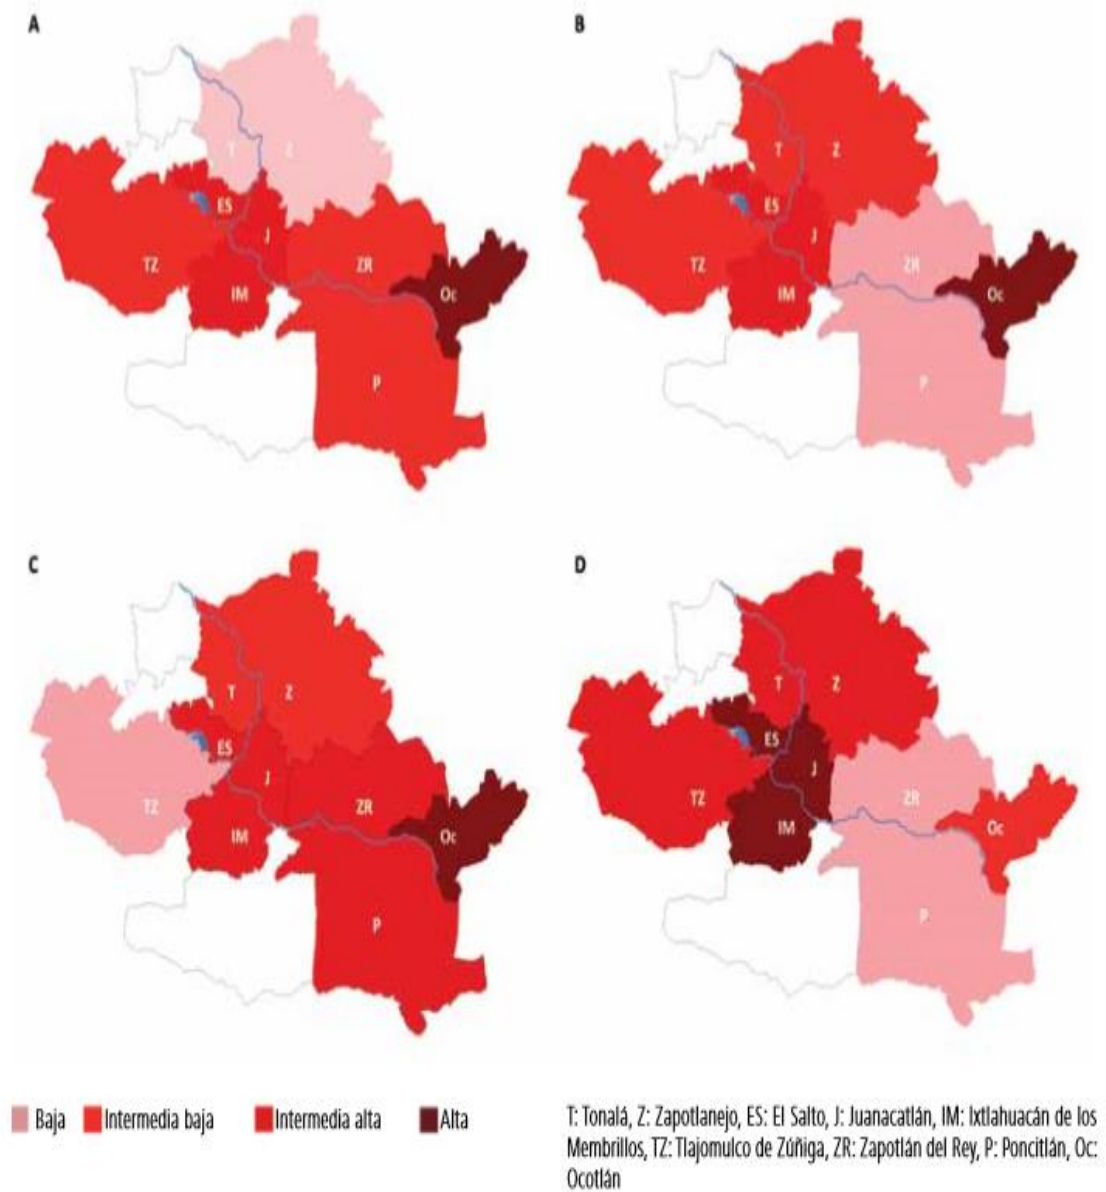 A
T
Z
ES
J
TZ
ZR
IM
Oc
P
B
T
Z
ES
J
TZ
ZR
IM
Oc
P
C
T
Z
ES
J
TZ
ZR
IM
Oc
P
D
T
Z
ES
J
TZ
ZR
IM
Oc
P
Baja Intermedia baja Intermedia alta Alta
T: Tonalá, Z: Zapotlanejo, ES: El Salto, J: Juanacatlán, IM: Ixtlahuacán de los
Membrillos, TZ: Tlajomulco de Zúñiga, ZR: Zapotlán del Rey, P: Poncitlán, Oc:
Ocotlán